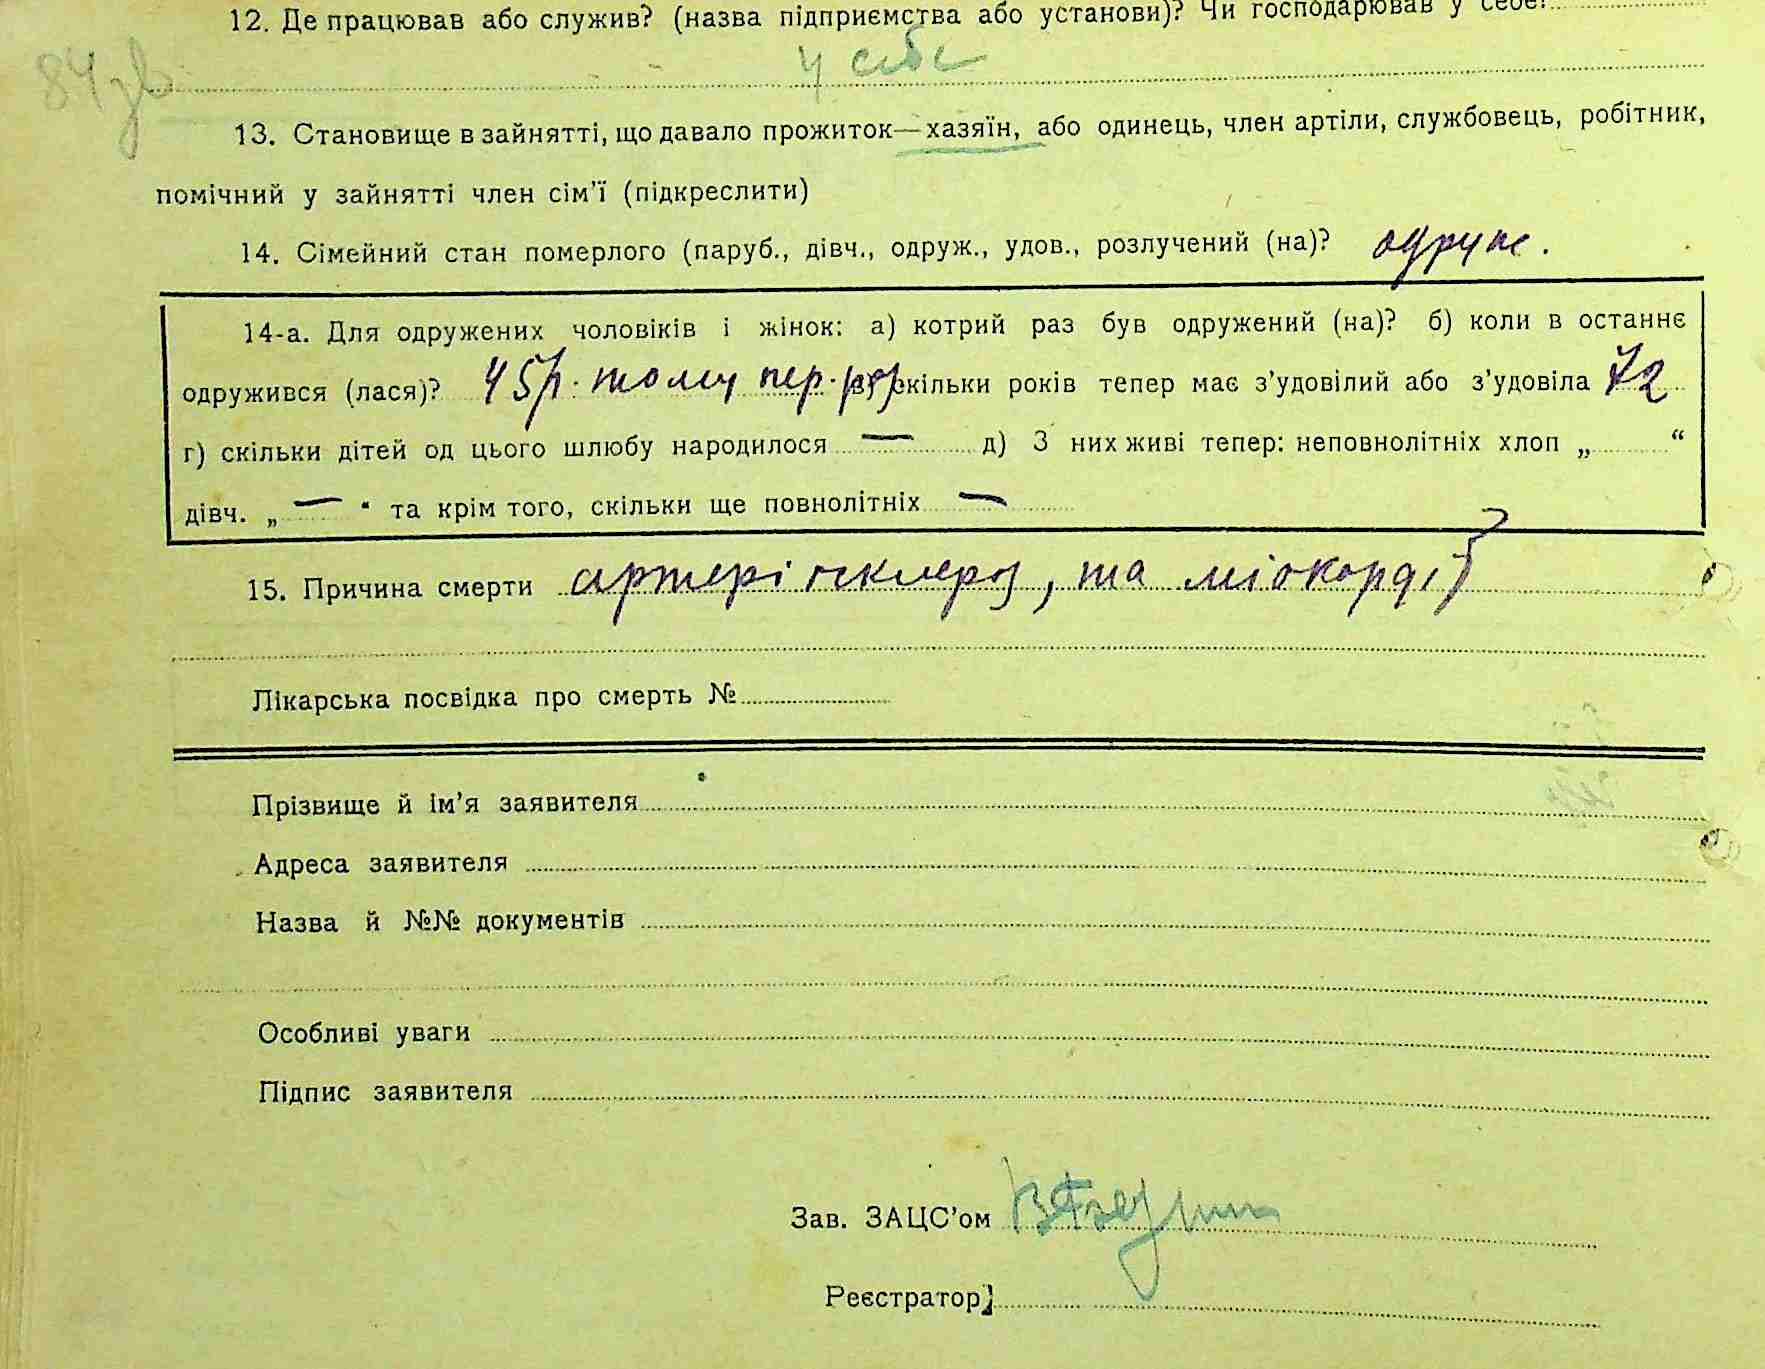 12. Де працював або служив? (назва підприємства або установи)? Чи господарював у себе?
у себе
84
13. Становище в зайнятті, що давало прожиток—хазяїн, або одинець, член артіли, службовець, робітник,
помічний у зайнятті член сім’ї (підкреслити)
14. Сімейний стан померлого (паруб., дівч., одруж., удов., розлучений (на)? одруж.
14-а. Для одружених чоловіків і жінок: а) котрий раз був одружений (на)? б) коли в останнє
одружився (лася)? 45 р. тому пер. раз в) скільки років тепер має з’удовілий або з’удовіла 72
г) скільки дітей од цього шлюбу народилося — д) З них живі тепер: неповнолітніх хлоп „ “
дівч. „ — “ та крім того, скільки ще повнолітніх —
15. Причина смерти артеріосклероз, та міокардіт
Лікарська посвідка про смерть №
Прізвище й ім’я заявителя
Адреса заявителя
Назва й №№ документів
Особливі уваги
Підпис заявителя
Зав. ЗАЦС’ом
Реєстратор